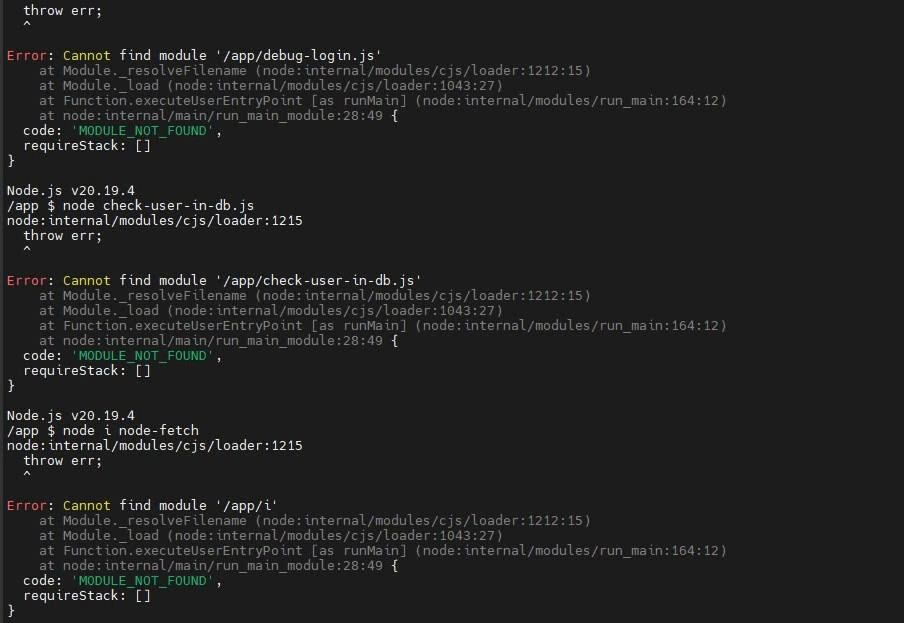 throw err;
^
Error: Cannot find module '/app/debug-login.js'
at Module._resolveFilename (node:internal/modules/cjs/loader:1212:15)
at Module._load (node:internal/modules/cjs/loader:1043:27)
at Function.executeUserEntryPoint [as runMain] (node:internal/modules/run_main:164:12)
at node:internal/main/run_main_module:28:49 {
code: 'MODULE_NOT_FOUND',
requireStack: []
}
Node.js v20.19.4
/app $ node check-user-in-db.js
node:internal/modules/cjs/loader:1215
throw err;
^
Error: Cannot find module '/app/check-user-in-db.js'
at Module._resolveFilename (node:internal/modules/cjs/loader:1212:15)
at Module._load (node:internal/modules/cjs/loader:1043:27)
at Function.executeUserEntryPoint [as runMain] (node:internal/modules/run_main:164:12)
at node:internal/main/run_main_module:28:49 {
code: 'MODULE_NOT_FOUND',
requireStack: []
}
Node.js v20.19.4
/app $ node i node-fetch
node:internal/modules/cjs/loader:1215
throw err;
^
Error: Cannot find module '/app/i'
at Module._resolveFilename (node:internal/modules/cjs/loader:1212:15)
at Module._load (node:internal/modules/cjs/loader:1043:27)
at Function.executeUserEntryPoint [as runMain] (node:internal/modules/run_main:164:12)
at node:internal/main/run_main_module:28:49 {
code: 'MODULE_NOT_FOUND',
requireStack: []
}